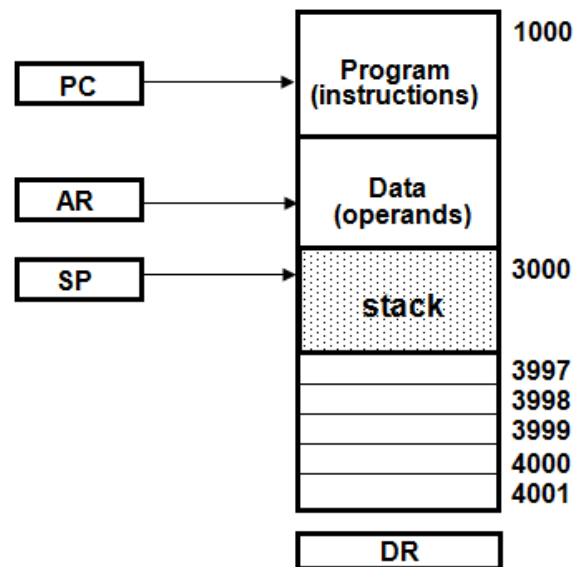 1000
Program
(instructions)
PC
Data
(operands)
AR
SP
3000
stack
3997
3998
3999
4000
4001
DR